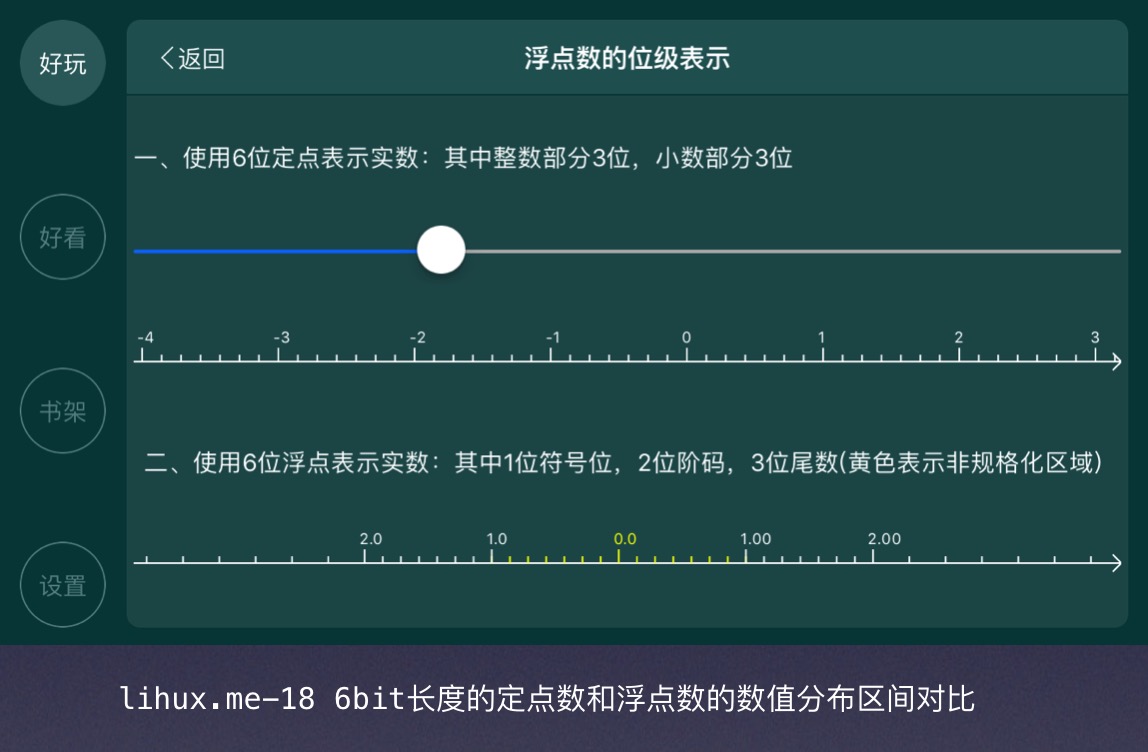 好玩
返回
浮点数的位级表示
一、使用6位定点表示实数：其中整数部分3位，小数部分3位
好看
-4 -3 -2 -1 0 1 2 3
书架
二、使用6位浮点表示实数：其中1位符号位，2位阶码，3位尾数(黄色表示非规格化区域)
2.0 1.0 0.0 1.00 2.00
设置
lihux.me-18 6bit长度的定点数和浮点数的数值分布区间对比